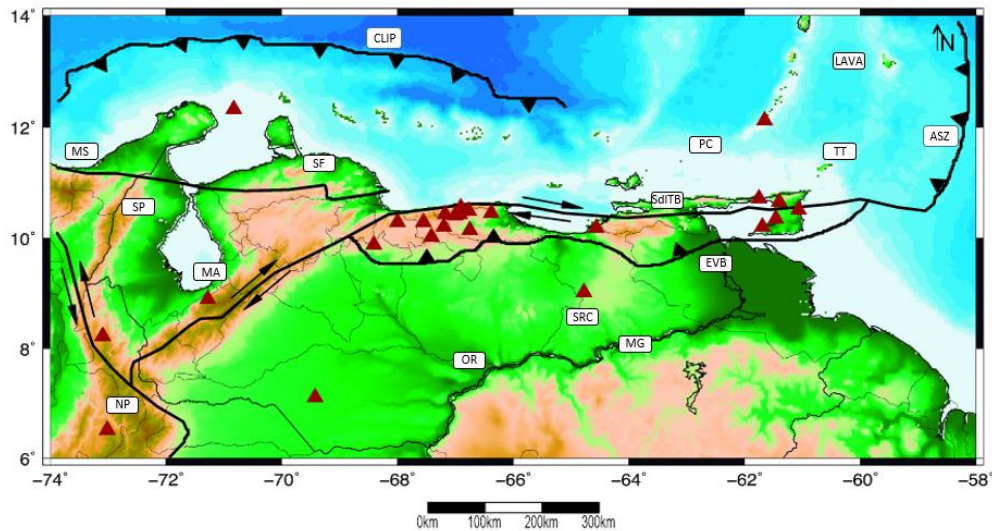 14°
CLIP
N
LAVA
12°
MS
SF
PC
TT
ASZ
SP
SdlTB
10°
MA
EVB
SRC
8°
OR
MG
NP
6°
−74 −72 −70 −68 −66 −64 −62 −60 −58
0km 100km 200km 300km